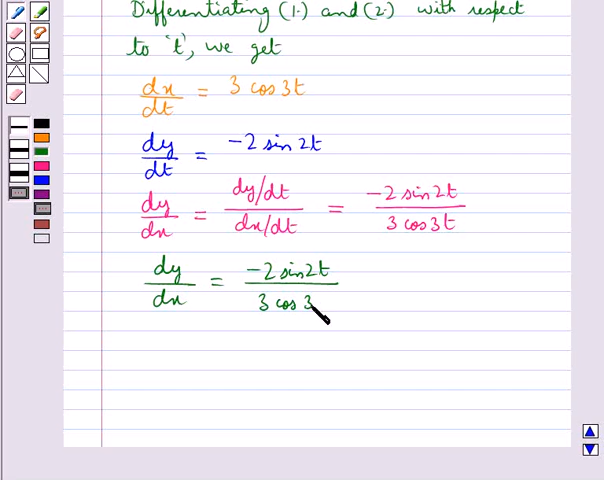 Differentiating (1.) and (2.) with respect
to 't', we get
dx/dt = 3 cos 3t
dy/dt = -2 sin 2t
dy/dx = (dy/dt)/(dx/dt) = (-2 sin 2t)/(3 cos 3t)
dy/dx = (-2 sin 2t)/(3 cos 3